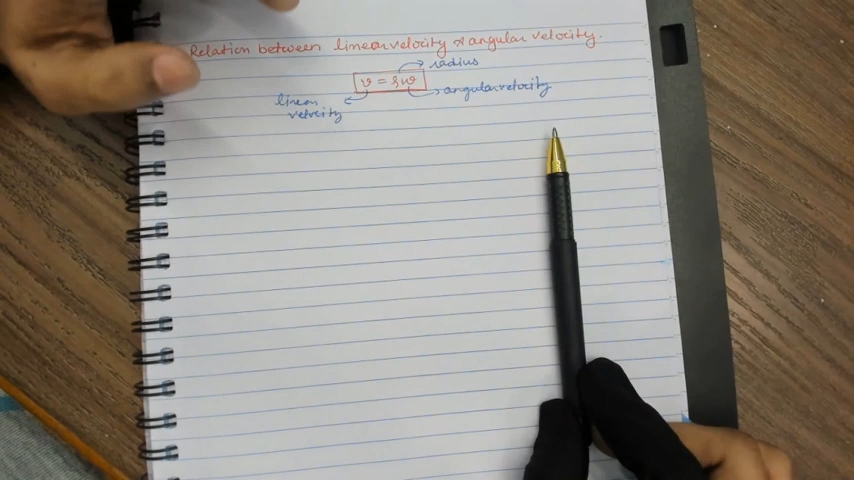 Relation between linear velocity & angular velocity.
radius
v = rω
angular velocity
linear
velocity